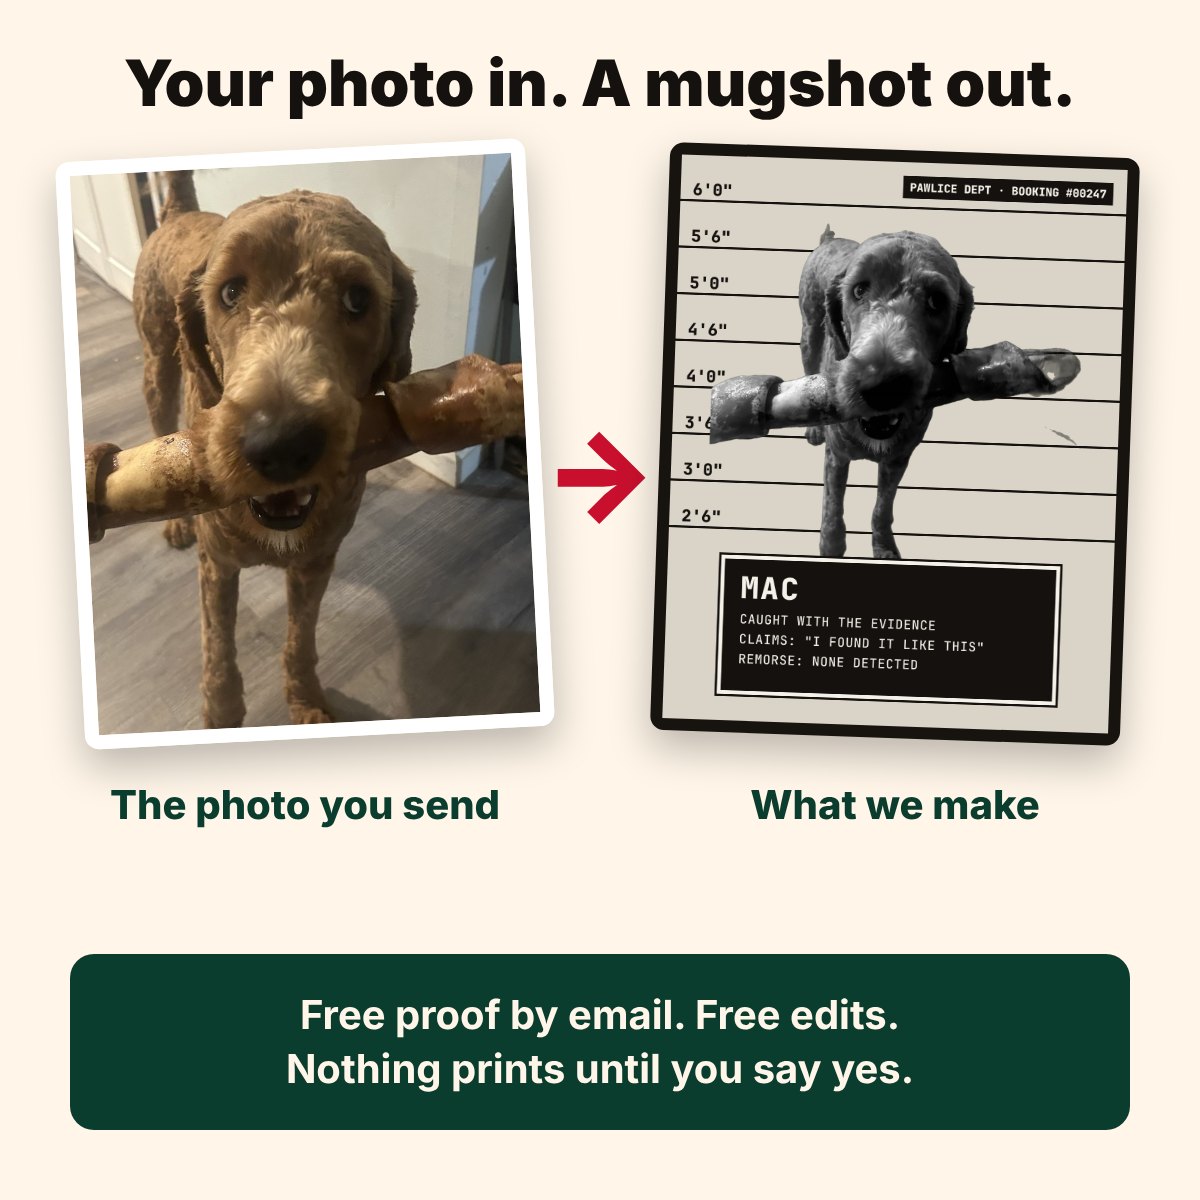 Your photo in. A mugshot out.
PAWLICE DEPT · BOOKING #00247
6'0"
5'6"
5'0"
4'6"
4'0"
3'6
3'0"
2'6"
MAC
CAUGHT WITH THE EVIDENCE
CLAIMS: "I FOUND IT LIKE THIS"
REMORSE: NONE DETECTED
The photo you send
What we make
Free proof by email. Free edits.
Nothing prints until you say yes.